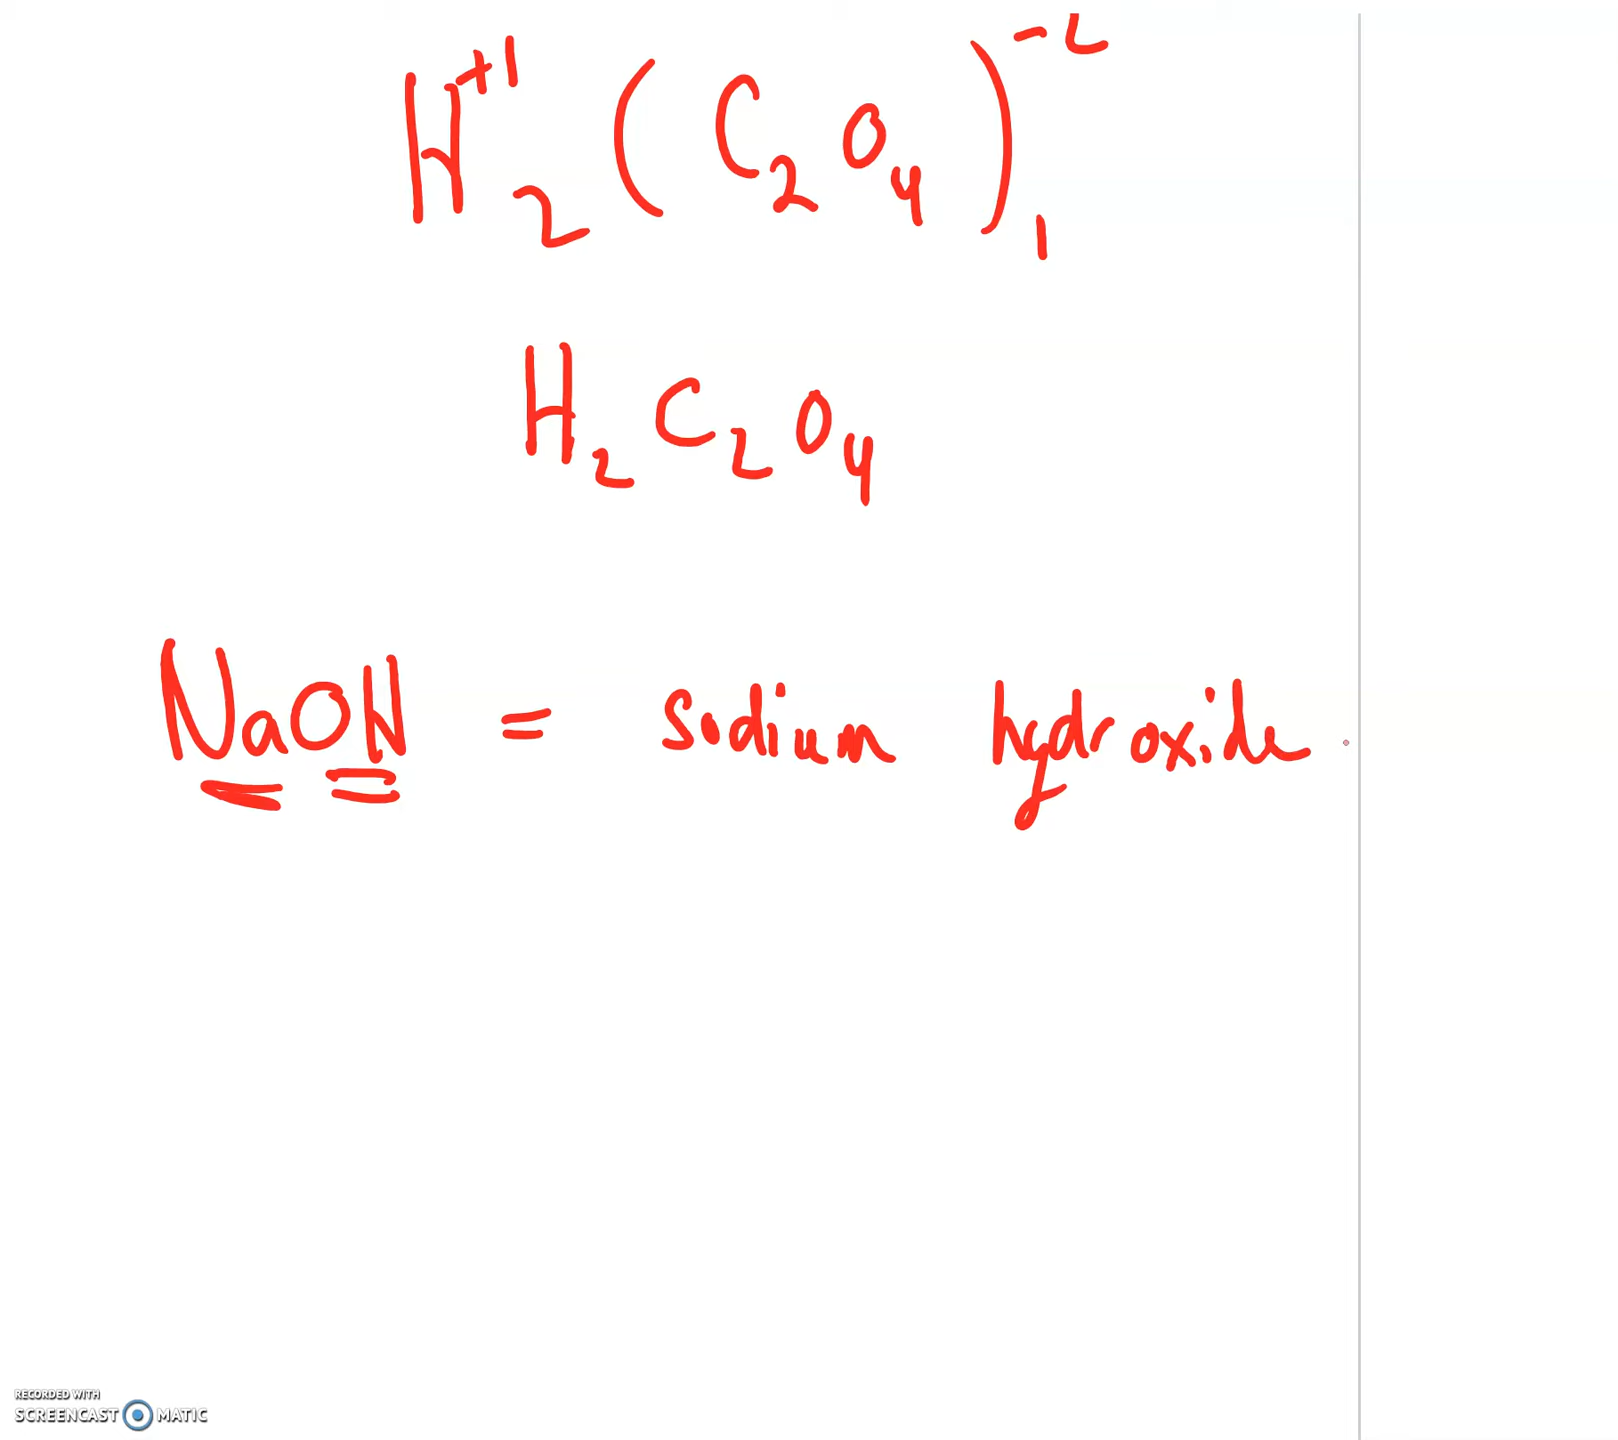 H⁺¹₂(C₂O₄)⁻²₁
H₂C₂O₄
NaOH = sodium hydroxide
RECORDED WITH
SCREENCAST MATIC